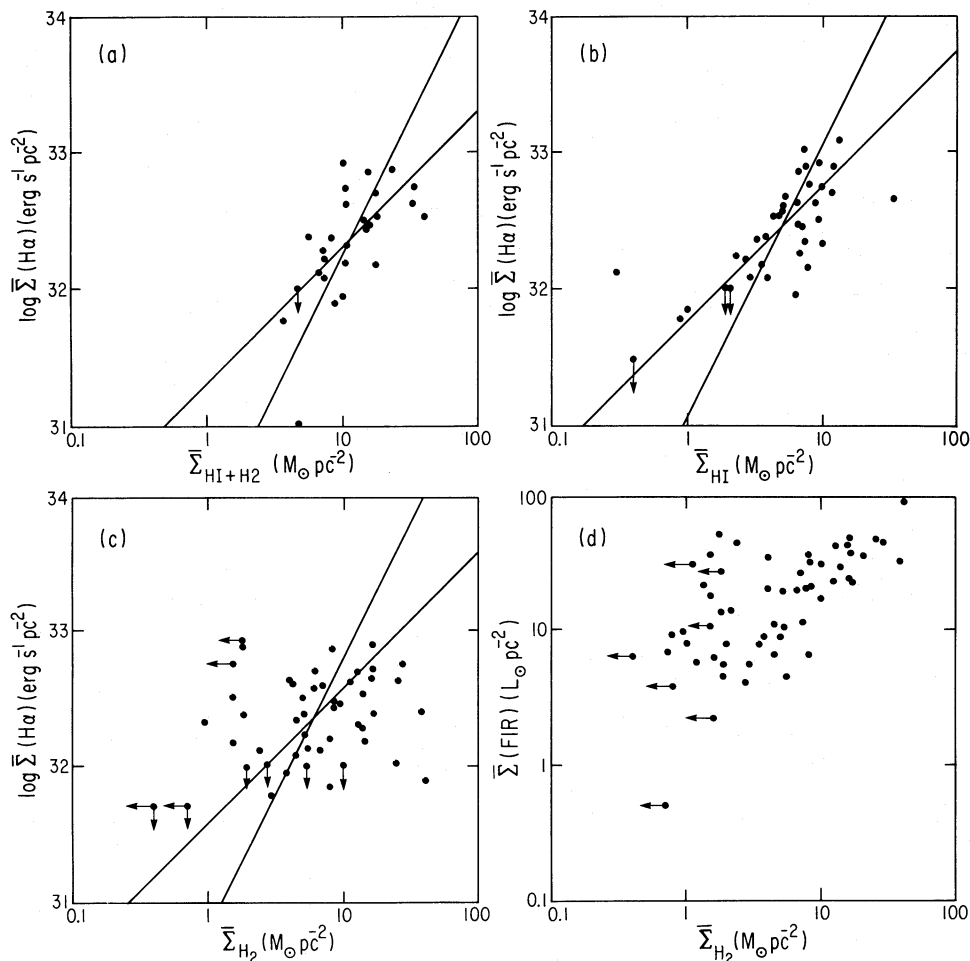 (a)
34
33
32
31
0.1 1 10 100
log Σ̅ (Hα) (erg s⁻¹ pc⁻²)
Σ̅ HI+H2 (M⊙ pc⁻²)
(b)
34
33
32
31
0.1 1 10 100
log Σ̅ (Hα) (erg s⁻¹ pc⁻²)
Σ̅ HI (M⊙ pc⁻²)
(c)
34
33
32
31
0.1 1 10 100
log Σ̅ (Hα) (erg s⁻¹ pc⁻²)
Σ̅ H₂ (M⊙ pc⁻²)
(d)
100
10
1
0.1
0.1 1 10 100
Σ̅ (FIR) (L⊙ pc⁻²)
Σ̅ H₂ (M⊙ pc⁻²)